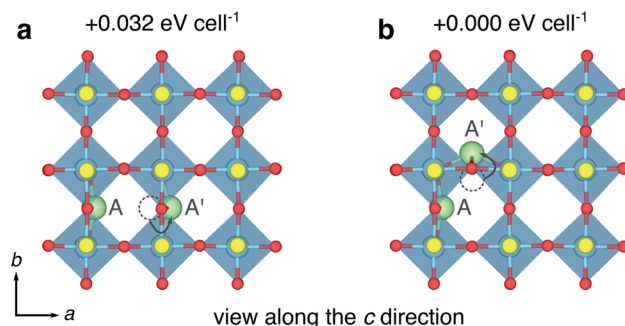 a
+0.032 eV cell⁻¹
b
+0.000 eV cell⁻¹
A'
A
A'
A
b
a
view along the c direction